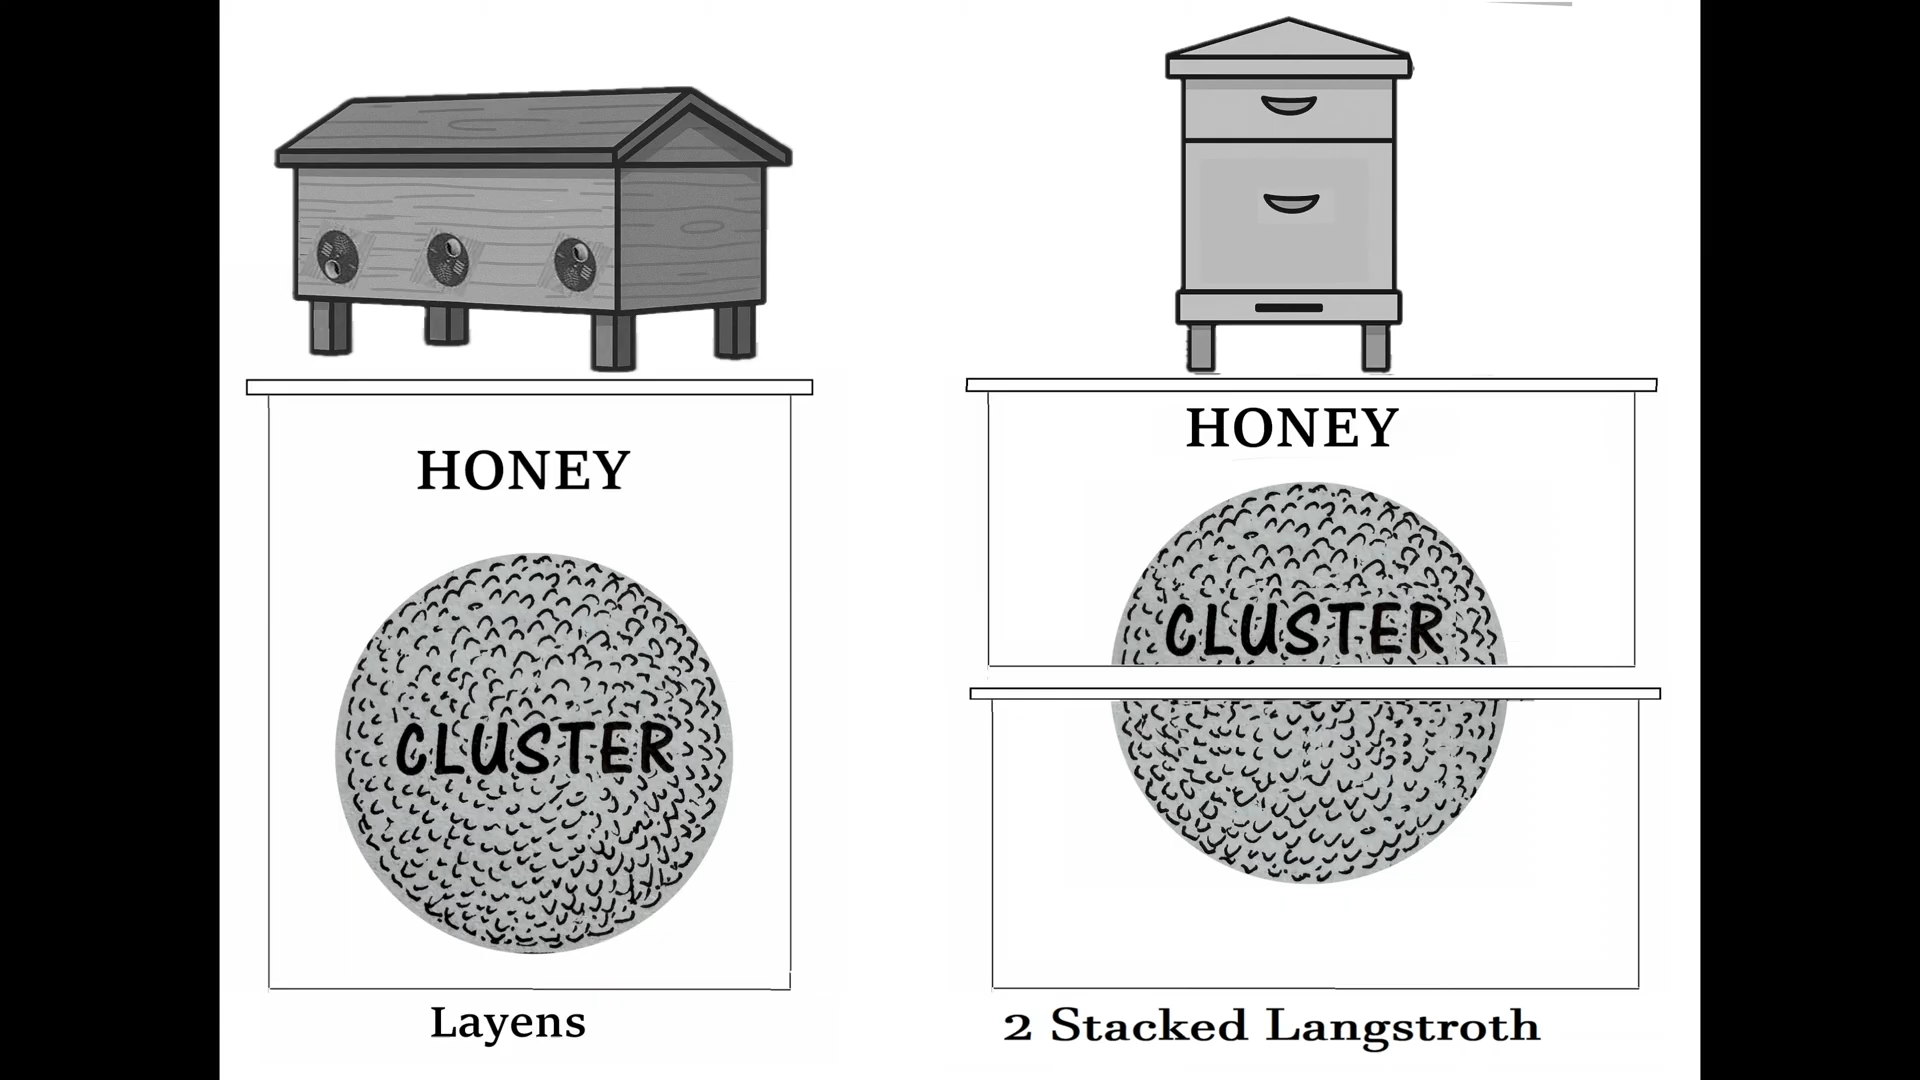 HONEY
CLUSTER
Layens
HONEY
CLUSTER
2 Stacked Langstroth